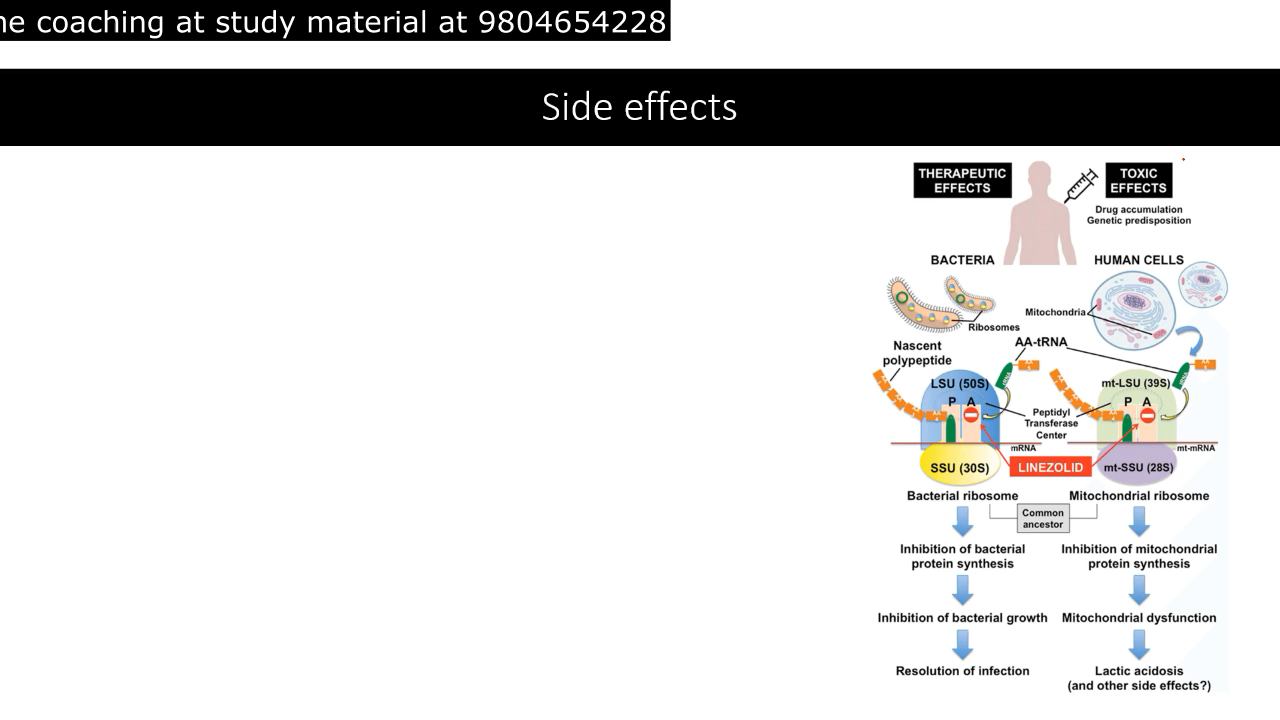 ne coaching at study material at 9804654228
Side effects
THERAPEUTIC
EFFECTS
TOXIC
EFFECTS
Drug accumulation
Genetic predisposition
BACTERIA
HUMAN CELLS
Mitochondria
Ribosomes
AA-tRNA
Nascent
polypeptide
LSU (50S)
mt-LSU (39S)
P A
P A
Peptidyl
Transferase
Center
mRNA
mt-mRNA
SSU (30S)
LINEZOLID
mt-SSU (28S)
Bacterial ribosome
Mitochondrial ribosome
Common
ancestor
Inhibition of bacterial
protein synthesis
Inhibition of mitochondrial
protein synthesis
Inhibition of bacterial growth
Mitochondrial dysfunction
Resolution of infection
Lactic acidosis
(and other side effects?)